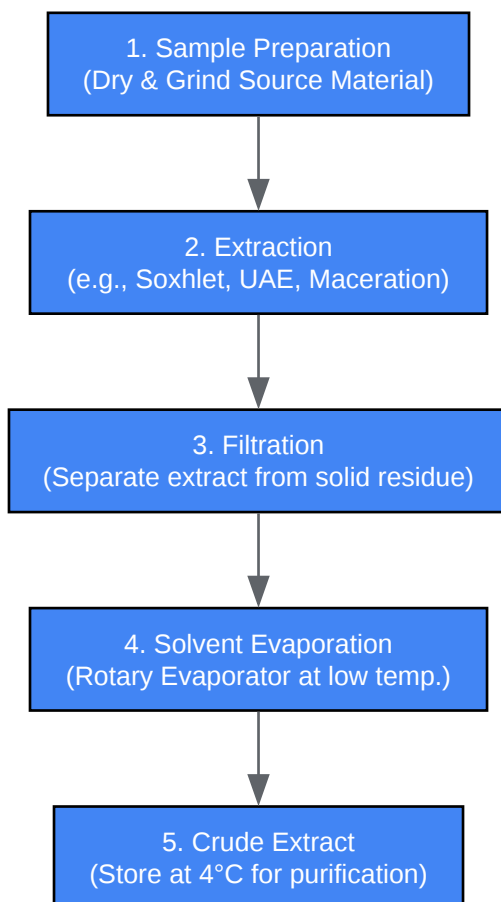 1. Sample Preparation
(Dry & Grind Source Material)
2. Extraction
(e.g., Soxhlet, UAE, Maceration)
3. Filtration
(Separate extract from solid residue)
4. Solvent Evaporation
(Rotary Evaporator at low temp.)
5. Crude Extract
(Store at 4°C for purification)